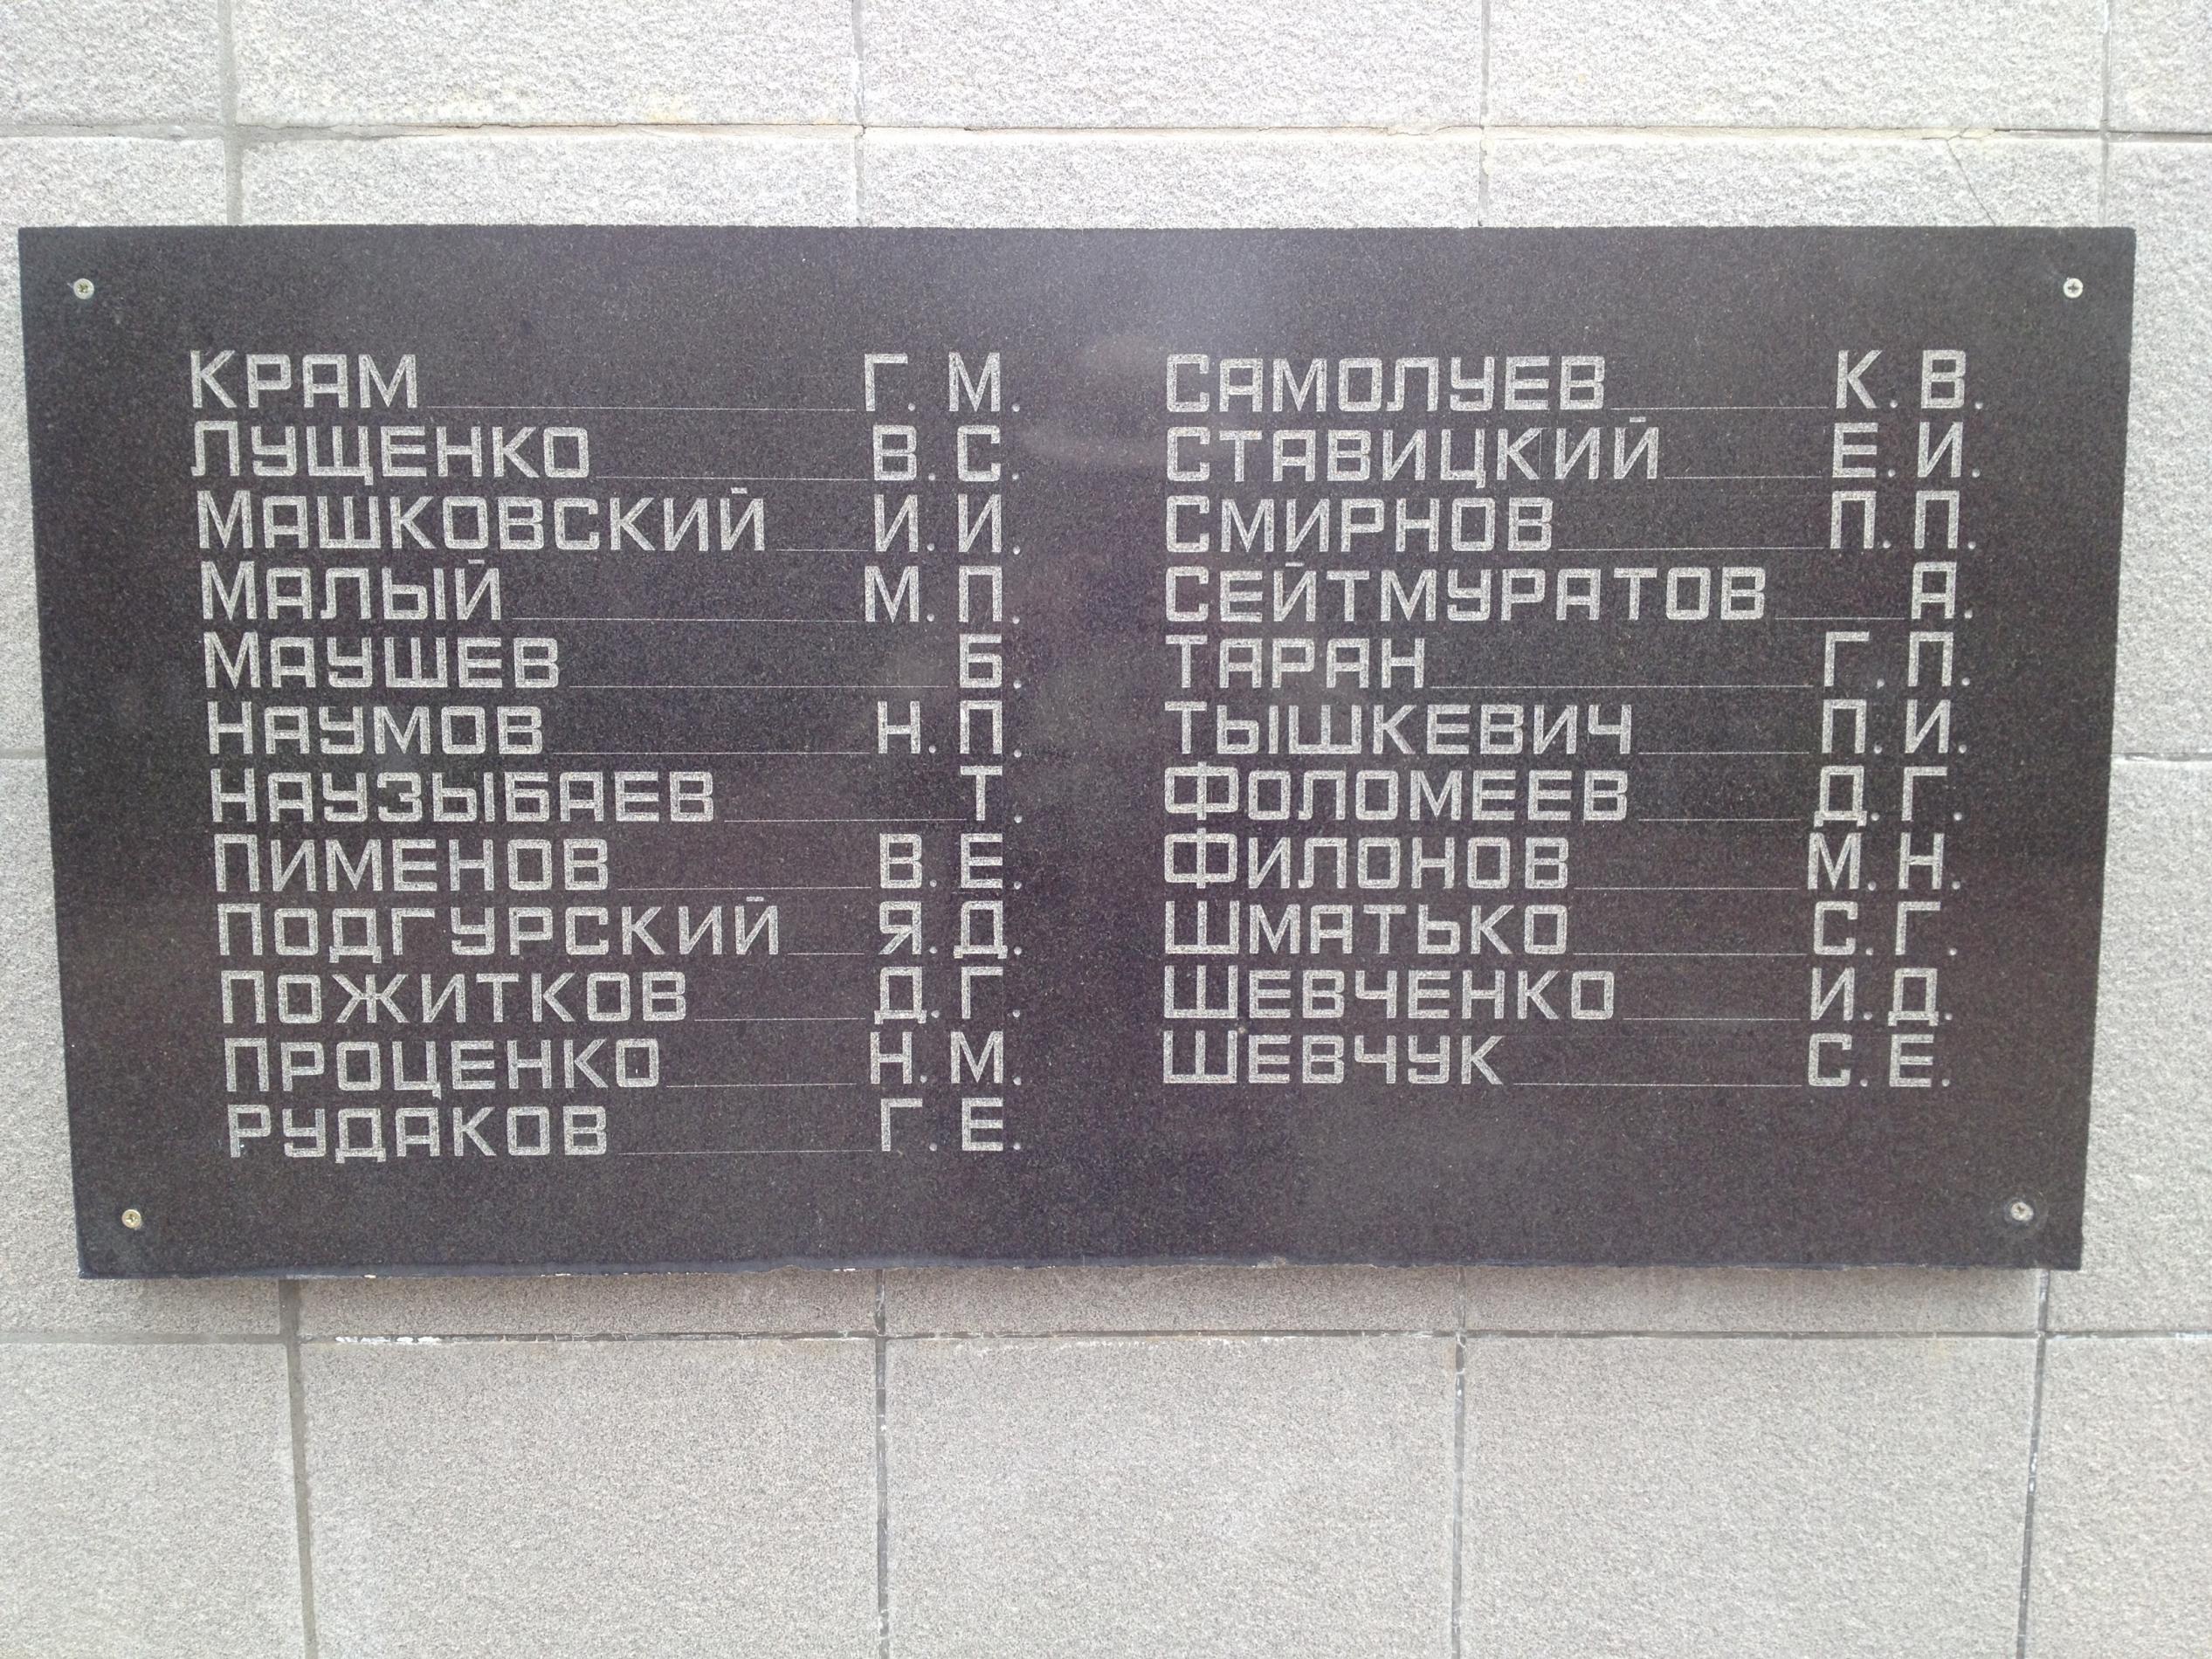 КРАМ Г. М.
ЛУЩЕНКО В. С.
МАШКОВСКИЙ И. И.
МАЛЫЙ М. П.
МАУШЕВ Б.
НАУМОВ Н. П.
НАУЗЫБАЕВ Т.
ПИМЕНОВ В. Е.
ПОДГУРСКИЙ Я. Д.
ПОЖИТКОВ Д. Г.
ПРОЦЕНКО Н. М.
РУДАКОВ Г. Е.
САМОЛУЕВ К. В.
СТАВИЦКИЙ Е. И.
СМИРНОВ П. П.
СЕЙТМУРАТОВ А.
ТАРАН Г. П.
ТЫШКЕВИЧ П. И.
ФОЛОМЕЕВ Д. Г.
ФИЛОНОВ М. Н.
ШМАТЬКО С. Г.
ШЕВЧЕНКО И. Д.
ШЕВЧУК С. Е.